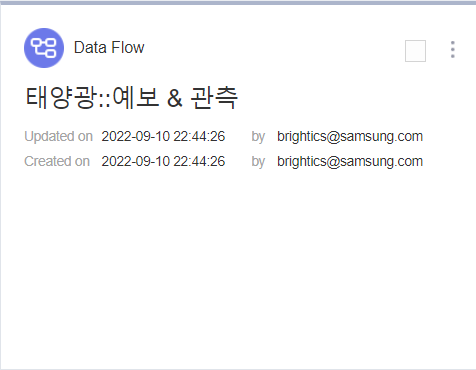 Data Flow
태양광::예보 & 관측
Updated on 2022-09-10 22:44:26 by brightics@samsung.com
Created on 2022-09-10 22:44:26 by brightics@samsung.com